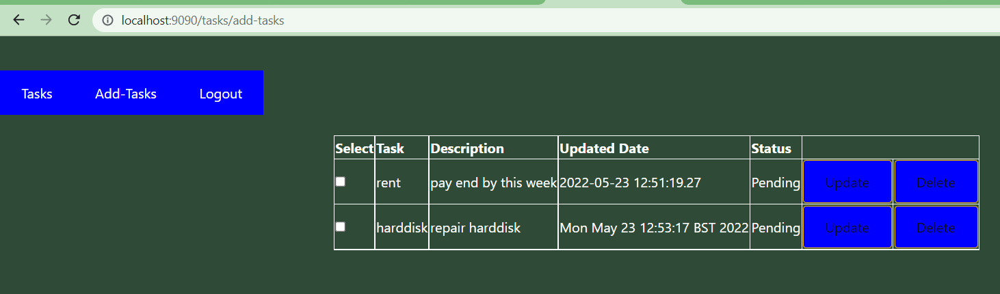 localhost:9090/tasks/add-tasks
Tasks Add-Tasks Logout
Select Task Description Updated Date Status
rent pay end by this week 2022-05-23 12:51:19.27 Pending Update Delete
harddisk repair harddisk Mon May 23 12:53:17 BST 2022 Pending Update Delete